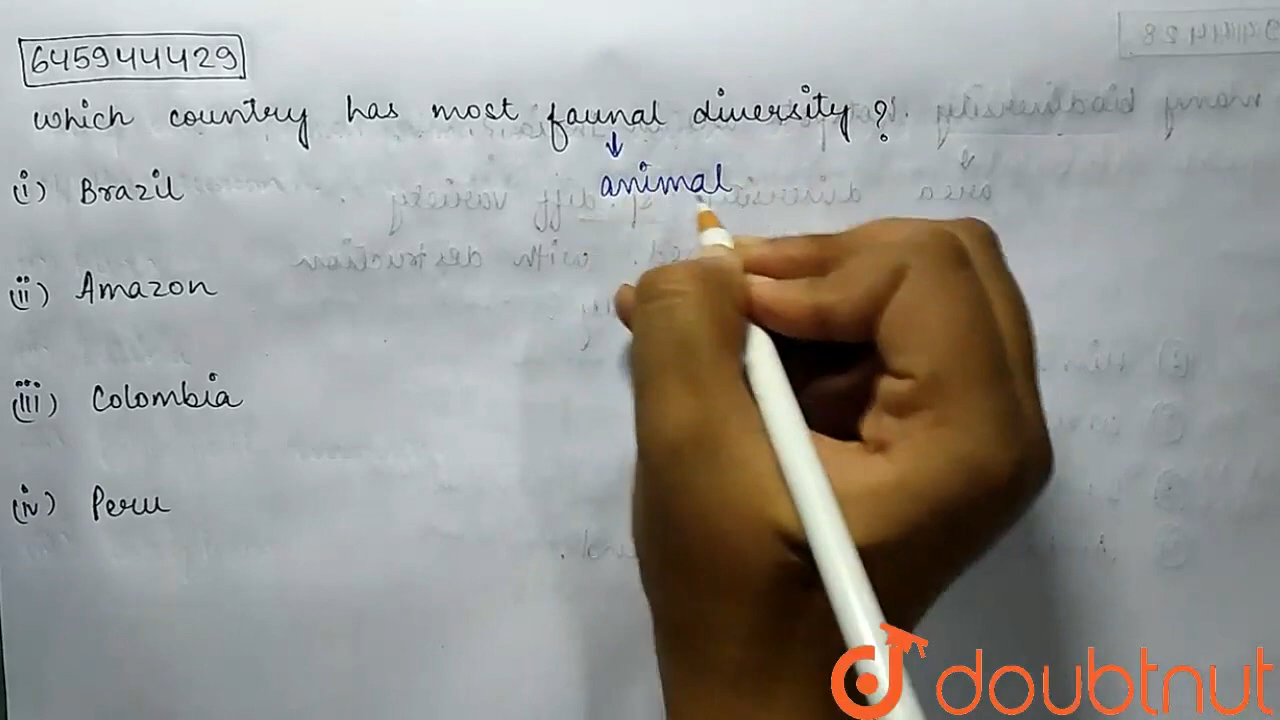 645944429
which country has most faunal diversity?
animal
(i) Brazil
(ii) Amazon
(iii) Colombia
(iv) Peru
doubtnut